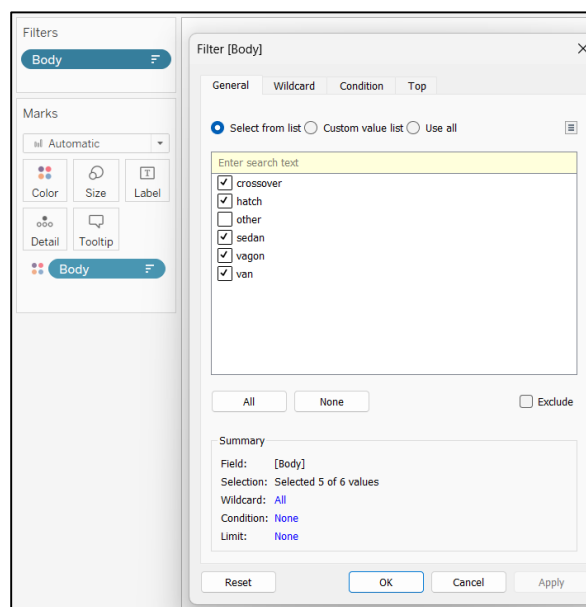 Filters
Body
Marks
Automatic
Color Size Label
Detail Tooltip
Body
Filter [Body]
General Wildcard Condition Top
Select from list Custom value list Use all
Enter search text
crossover
hatch
other
sedan
vagon
van
All None Exclude
Summary
Field: [Body]
Selection: Selected 5 of 6 values
Wildcard: All
Condition: None
Limit: None
Reset OK Cancel Apply